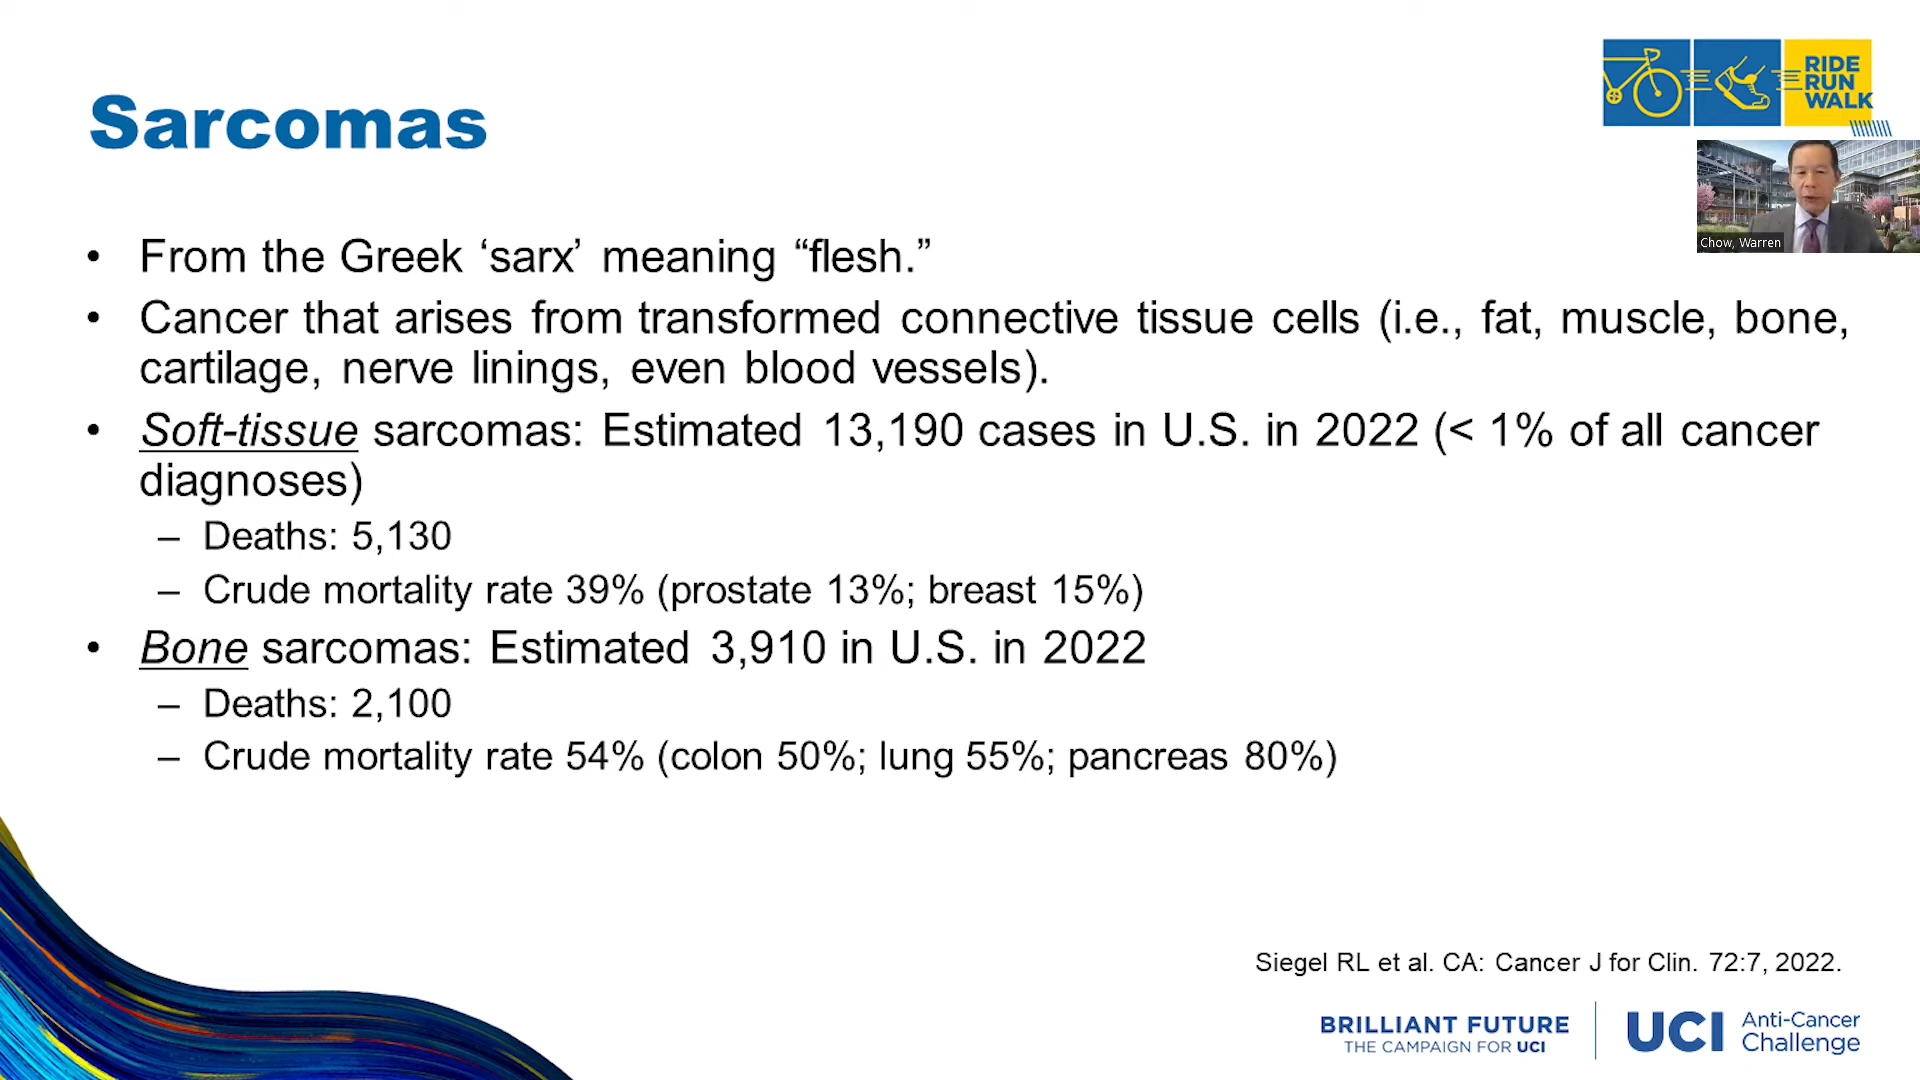 Sarcomas
RIDE
RUN
WALK
Chow, Warren
• From the Greek ‘sarx’ meaning “flesh.”
• Cancer that arises from transformed connective tissue cells (i.e., fat, muscle, bone,
cartilage, nerve linings, even blood vessels).
• Soft-tissue sarcomas: Estimated 13,190 cases in U.S. in 2022 (< 1% of all cancer
diagnoses)
– Deaths: 5,130
– Crude mortality rate 39% (prostate 13%; breast 15%)
• Bone sarcomas: Estimated 3,910 in U.S. in 2022
– Deaths: 2,100
– Crude mortality rate 54% (colon 50%; lung 55%; pancreas 80%)
Siegel RL et al. CA: Cancer J for Clin. 72:7, 2022.
BRILLIANT FUTURE
THE CAMPAIGN FOR UCI
UCI Anti-Cancer
Challenge